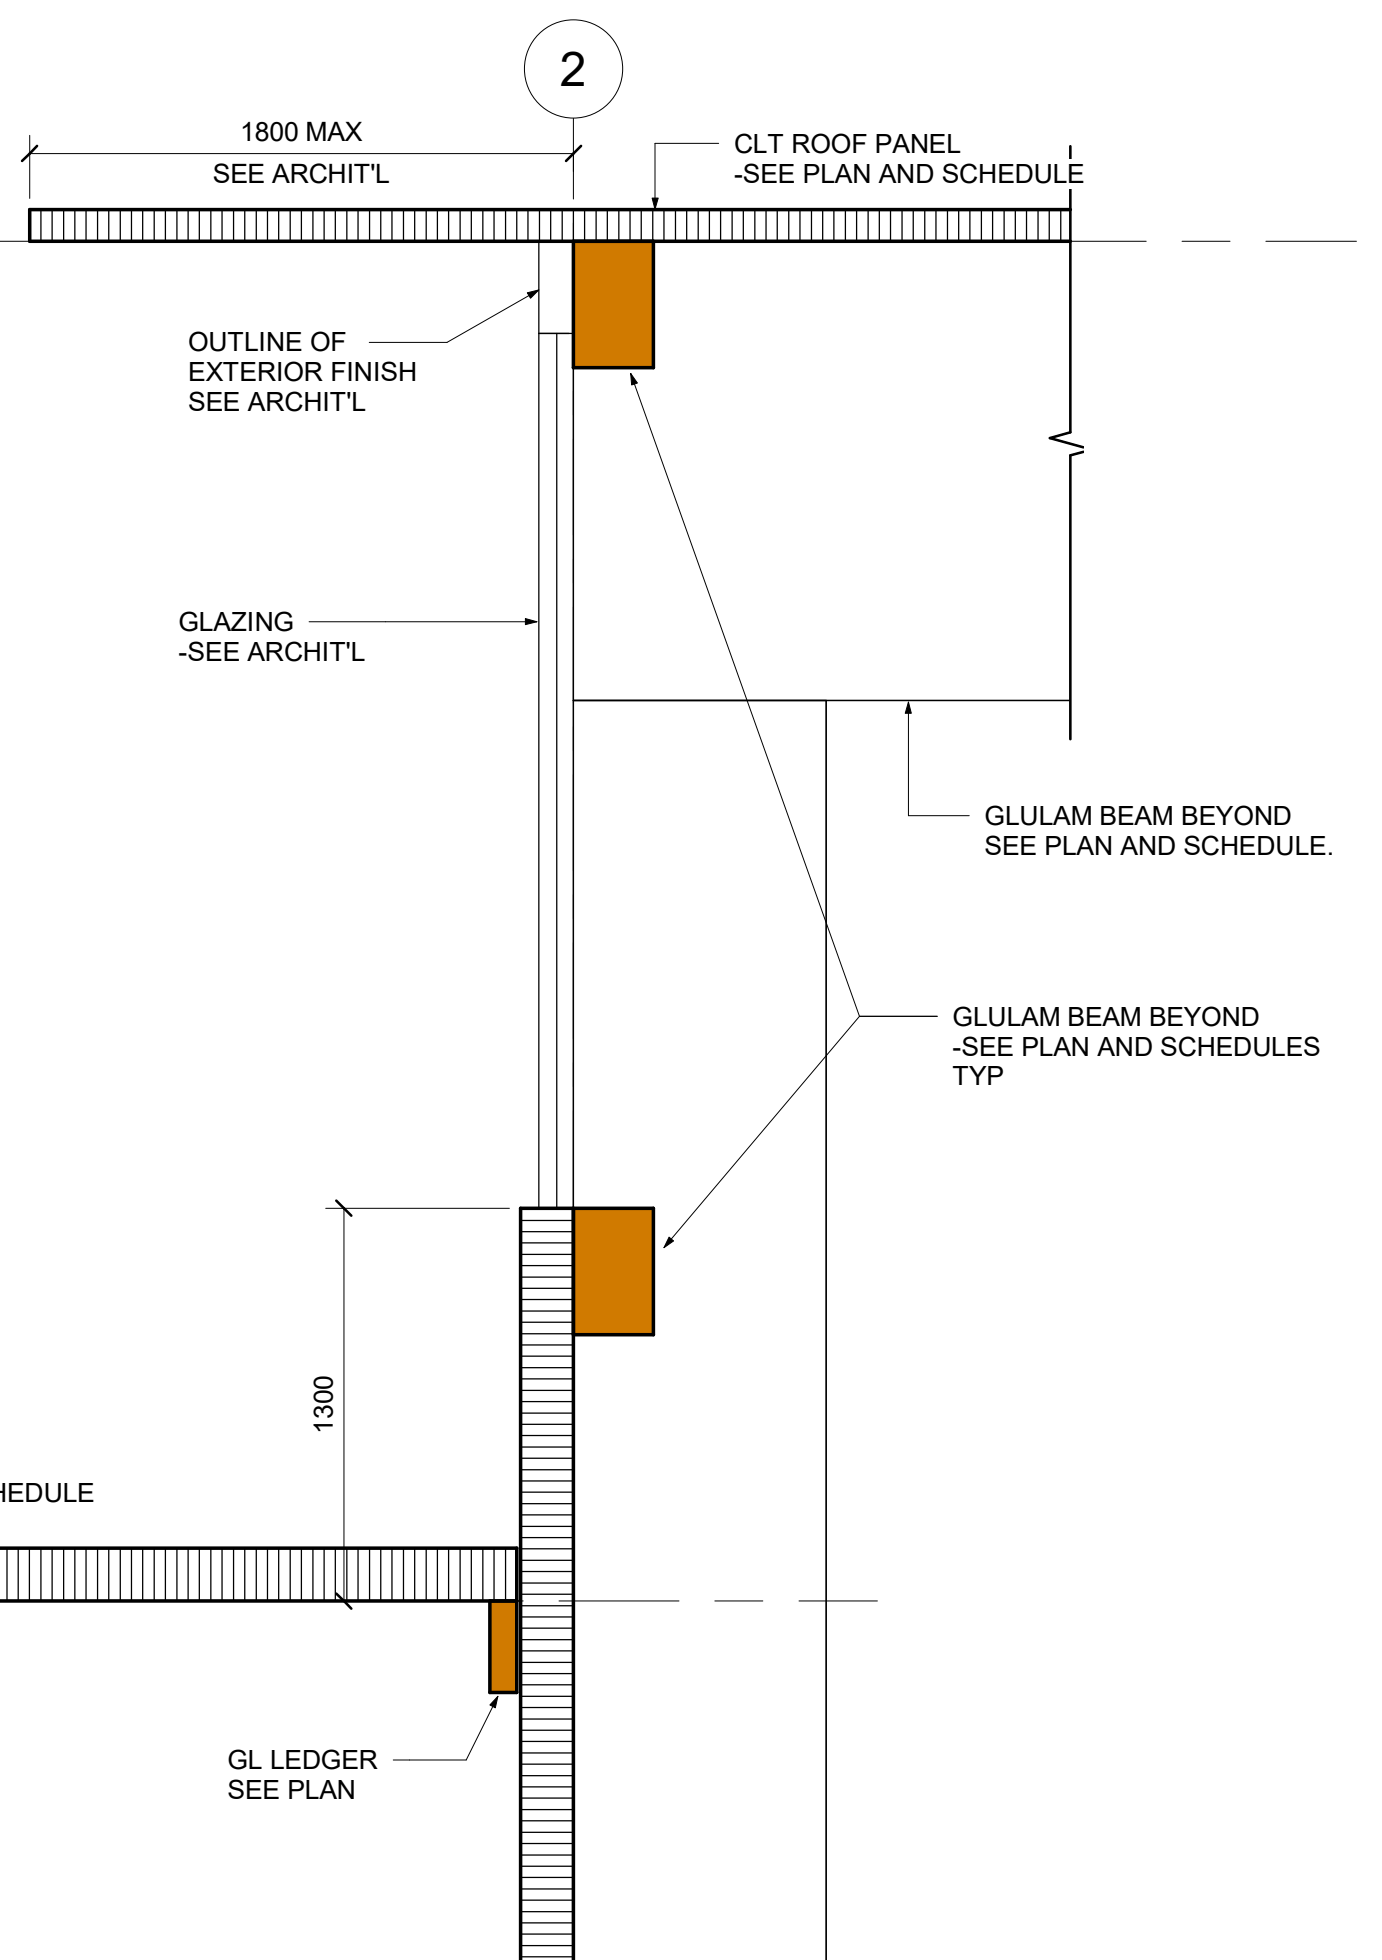 2
1800 MAX
SEE ARCHIT'L
CLT ROOF PANEL
-SEE PLAN AND SCHEDULE
OUTLINE OF
EXTERIOR FINISH
SEE ARCHIT'L
GLAZING
-SEE ARCHIT'L
GLULAM BEAM BEYOND
SEE PLAN AND SCHEDULE.
GLULAM BEAM BEYOND
-SEE PLAN AND SCHEDULES
TYP
1300
HEDULE
GL LEDGER
SEE PLAN